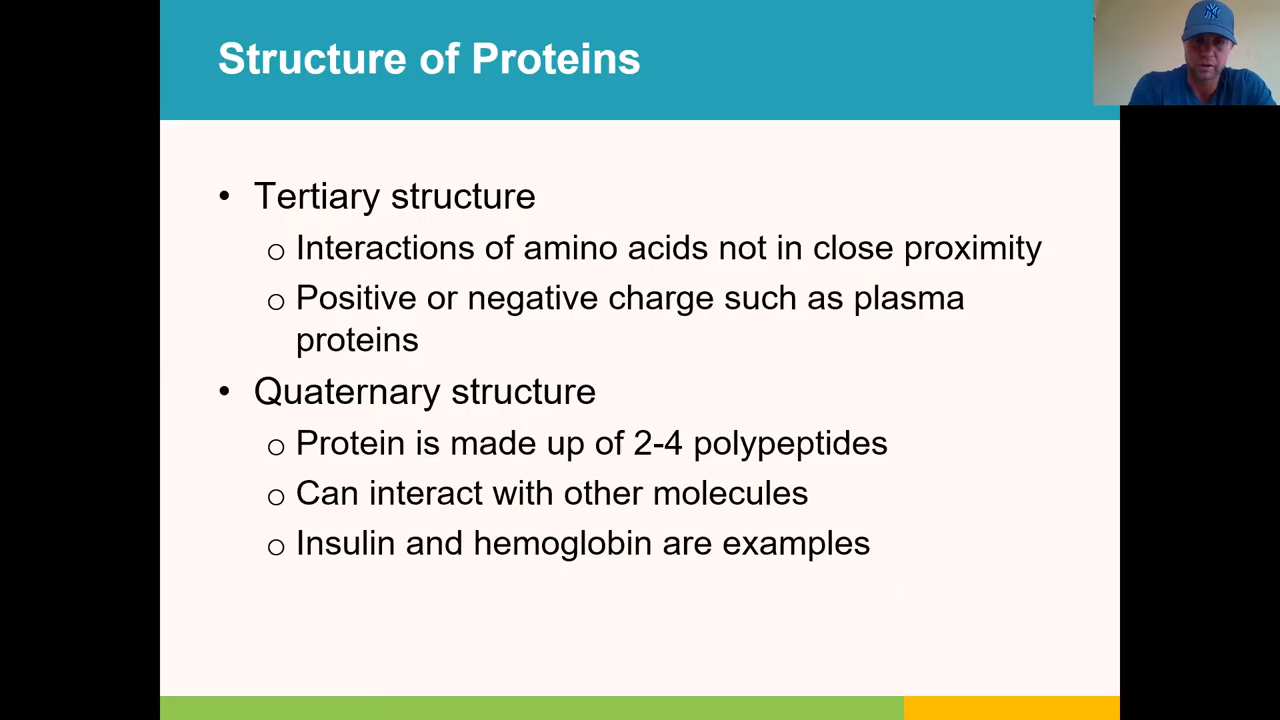 Structure of Proteins
• Tertiary structure
o Interactions of amino acids not in close proximity
o Positive or negative charge such as plasma
proteins
• Quaternary structure
o Protein is made up of 2-4 polypeptides
o Can interact with other molecules
o Insulin and hemoglobin are examples